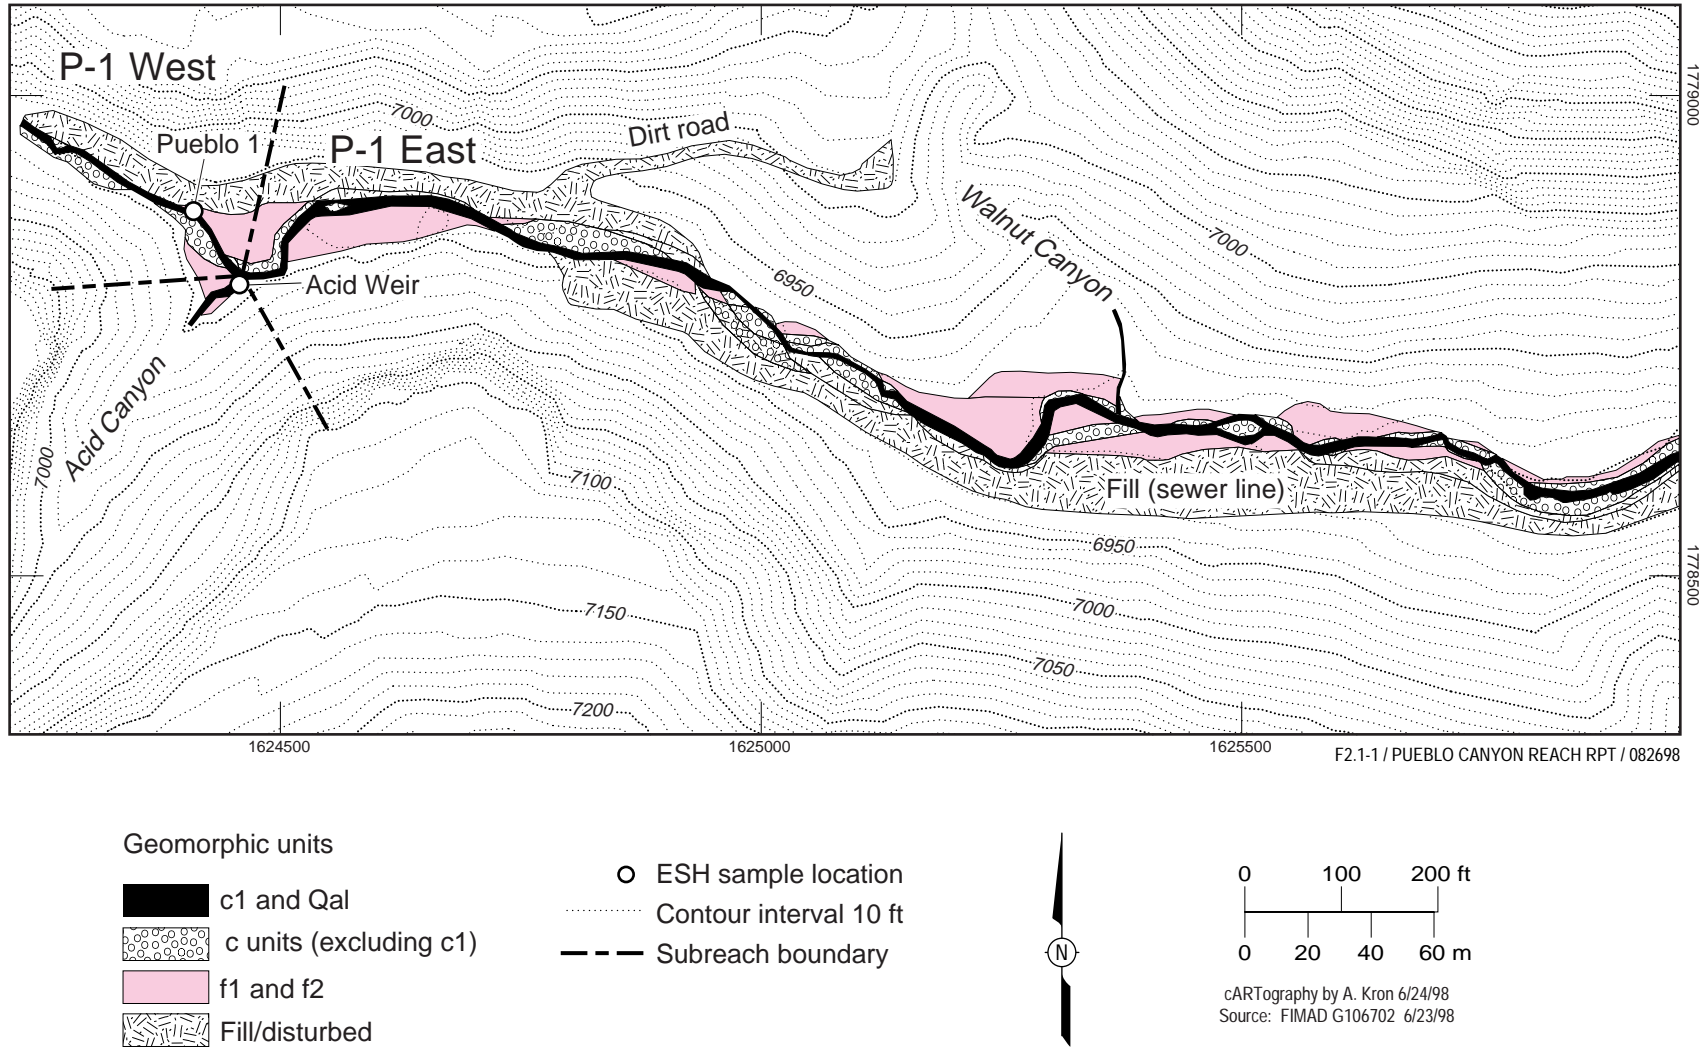 P-1 West
7000
Pueblo 1
P-1 East
Dirt road
1779000
Walnut Canyon
7000
6950
Acid Weir
Acid Canyon
7000
7100
Fill (sewer line)
6950
1778500
7150
7000
7050
7200
1624500
1625000
1625500
F2.1-1 / PUEBLO CANYON REACH RPT / 082698
Geomorphic units
c1 and Qal
c units (excluding c1)
f1 and f2
Fill/disturbed
ESH sample location
Contour interval 10 ft
Subreach boundary
N
0 100 200 ft
0 20 40 60 m
cARTography by A. Kron 6/24/98
Source: FIMAD G106702 6/23/98